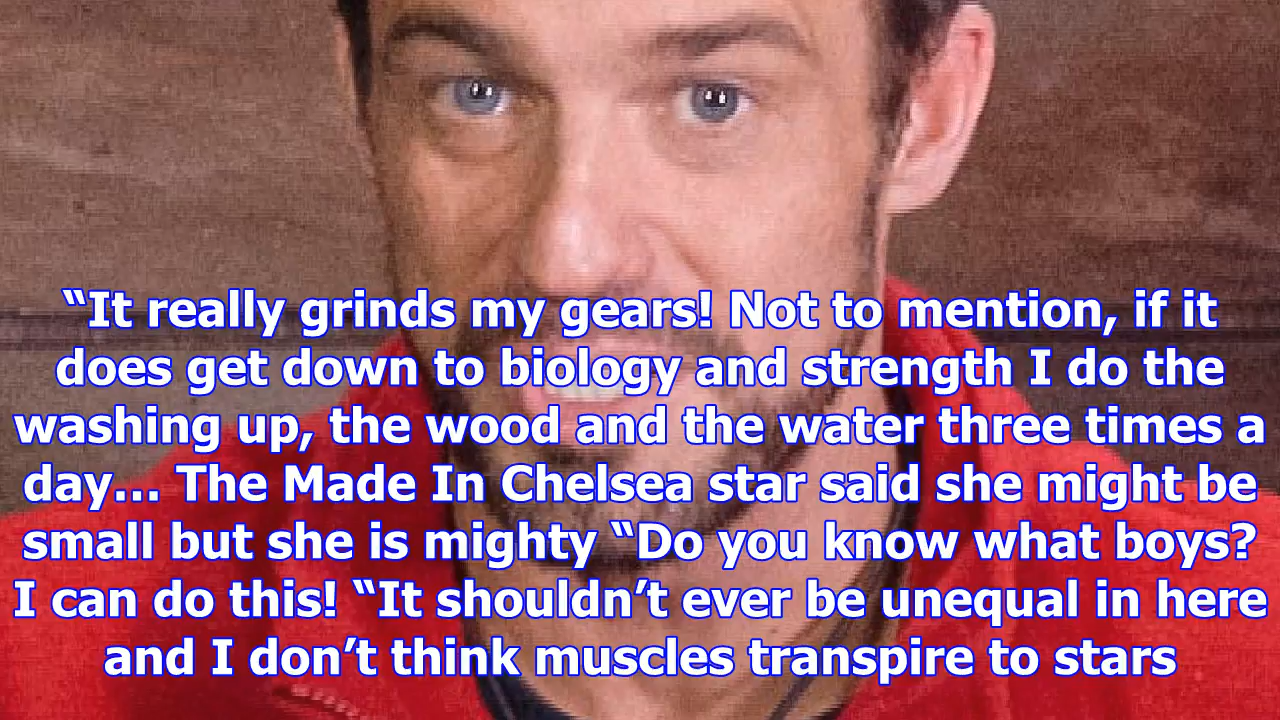 “It really grinds my gears! Not to mention, if it
does get down to biology and strength I do the
washing up, the wood and the water three times a
day... The Made In Chelsea star said she might be
small but she is mighty “Do you know what boys?
I can do this! “It shouldn’t ever be unequal in here
and I don’t think muscles transpire to stars